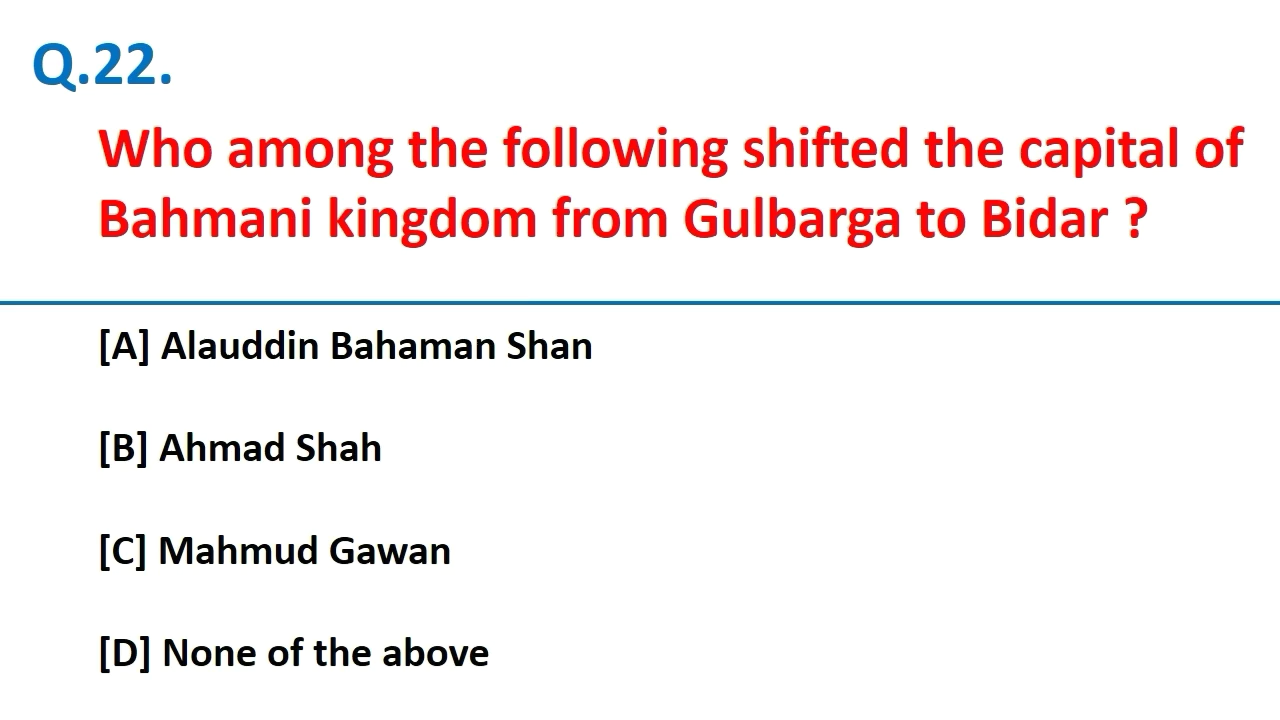 Q.22.
Who among the following shifted the capital of
Bahmani kingdom from Gulbarga to Bidar ?
[A] Alauddin Bahaman Shan
[B] Ahmad Shah
[C] Mahmud Gawan
[D] None of the above